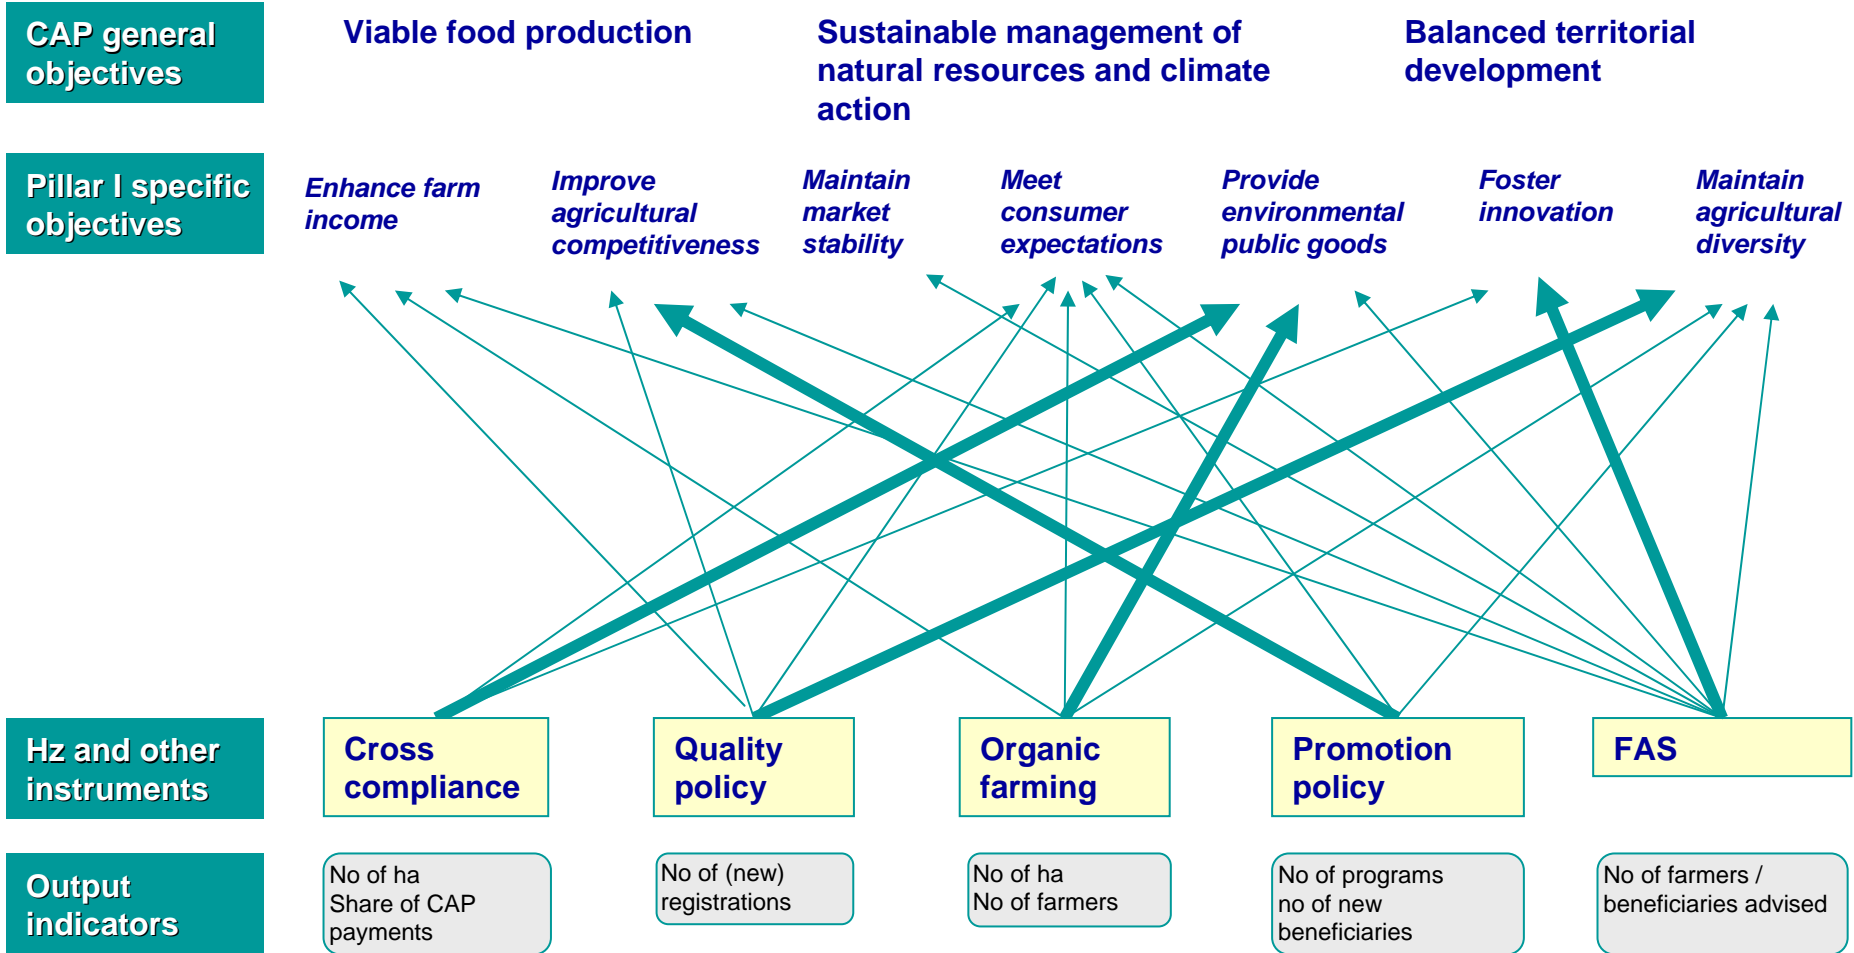 CAP general
objectives
Viable food production
Sustainable management of
natural resources and climate
action
Balanced territorial
development
Pillar I specific
objectives
Enhance farm
income
Improve
agricultural
competitiveness
Maintain
market
stability
Meet
consumer
expectations
Provide
environmental
public goods
Foster
innovation
Maintain
agricultural
diversity
Hz and other
instruments
Cross
compliance
Quality
policy
Organic
farming
Promotion
policy
FAS
Output
indicators
No of ha
Share of CAP
payments
No of (new)
registrations
No of ha
No of farmers
No of programs
no of new
beneficiaries
No of farmers /
beneficiaries advised